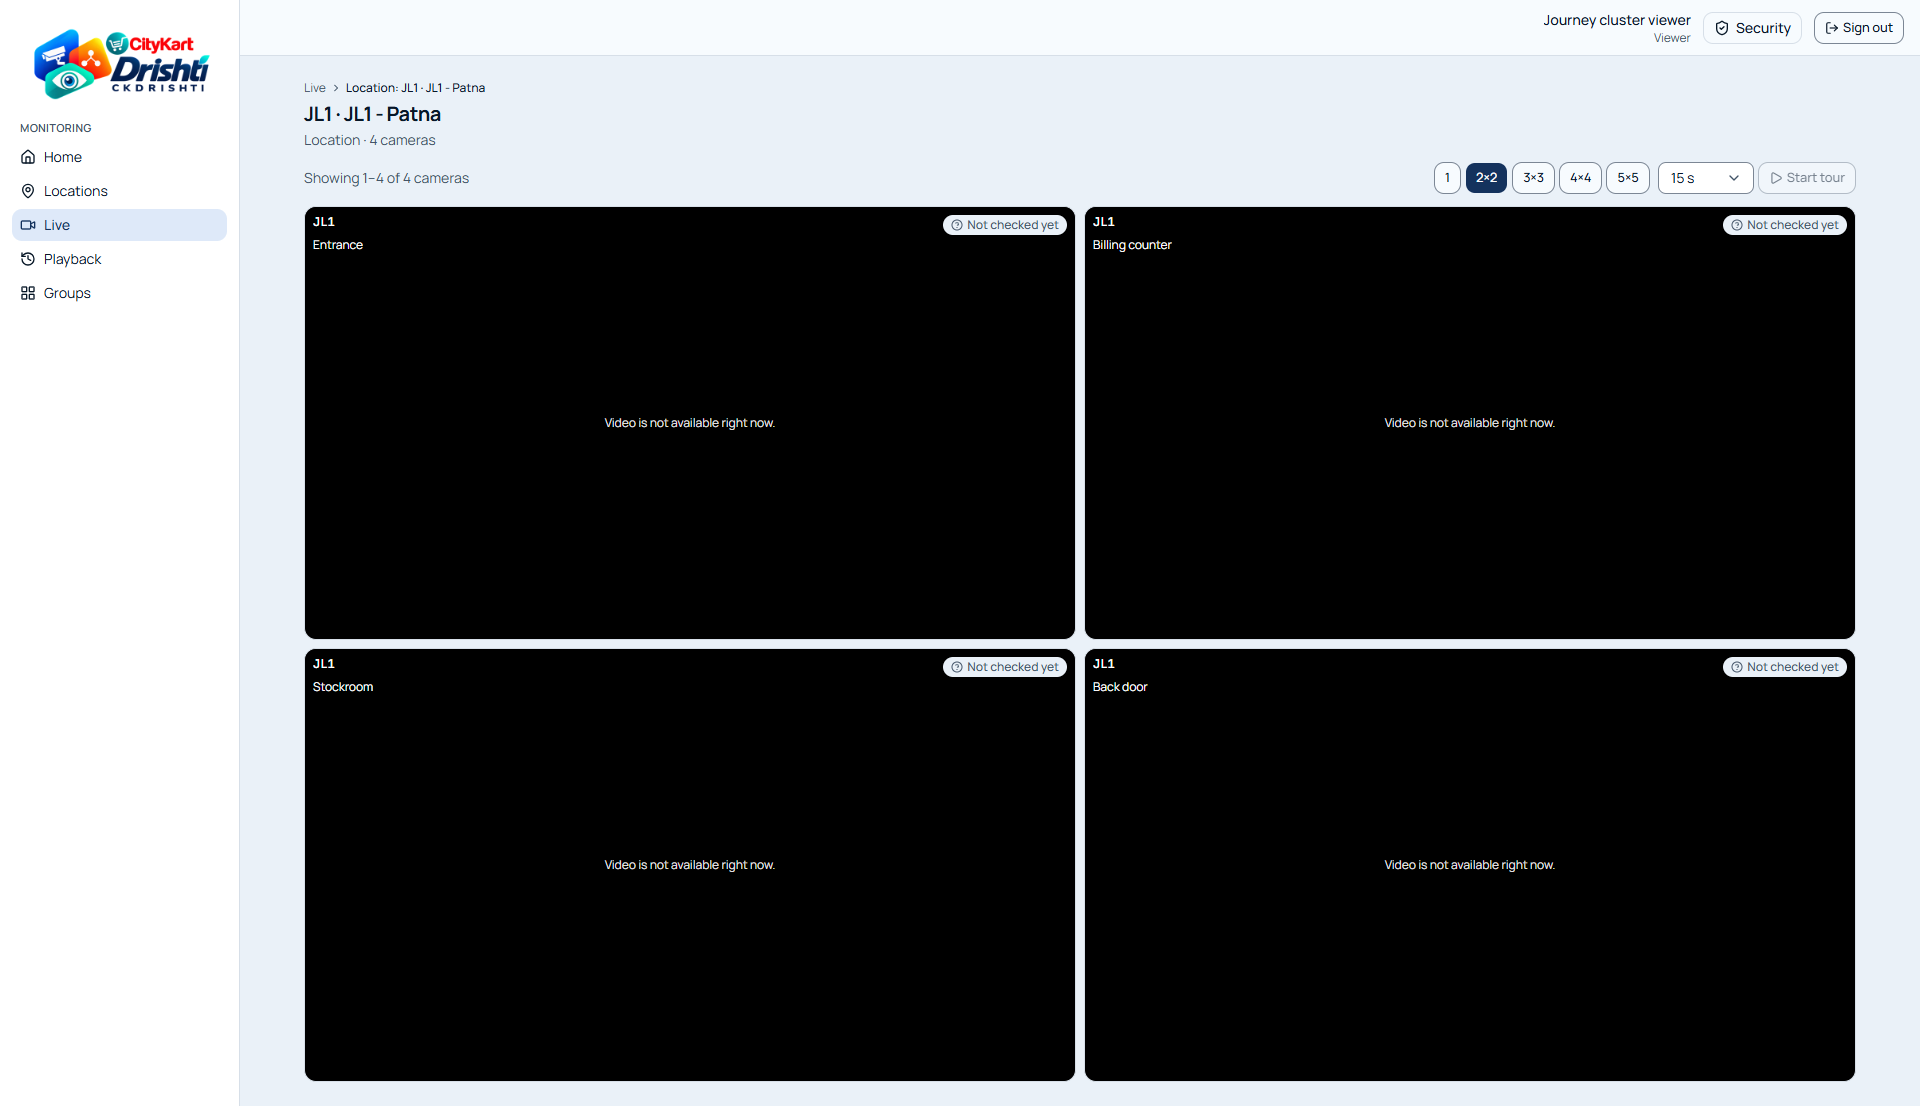 CityKart
Drishti
CKDRISHTI
Journey cluster viewer
Viewer
Security
Sign out
MONITORING
Home
Locations
Live
Playback
Groups
Live > Location: JL1 · JL1 - Patna
JL1 · JL1 - Patna
Location · 4 cameras
Showing 1–4 of 4 cameras
1
2×2
3×3
4×4
5×5
15 s
Start tour
JL1
Not checked yet
Entrance
Video is not available right now.
JL1
Not checked yet
Billing counter
Video is not available right now.
JL1
Not checked yet
Stockroom
Video is not available right now.
JL1
Not checked yet
Back door
Video is not available right now.